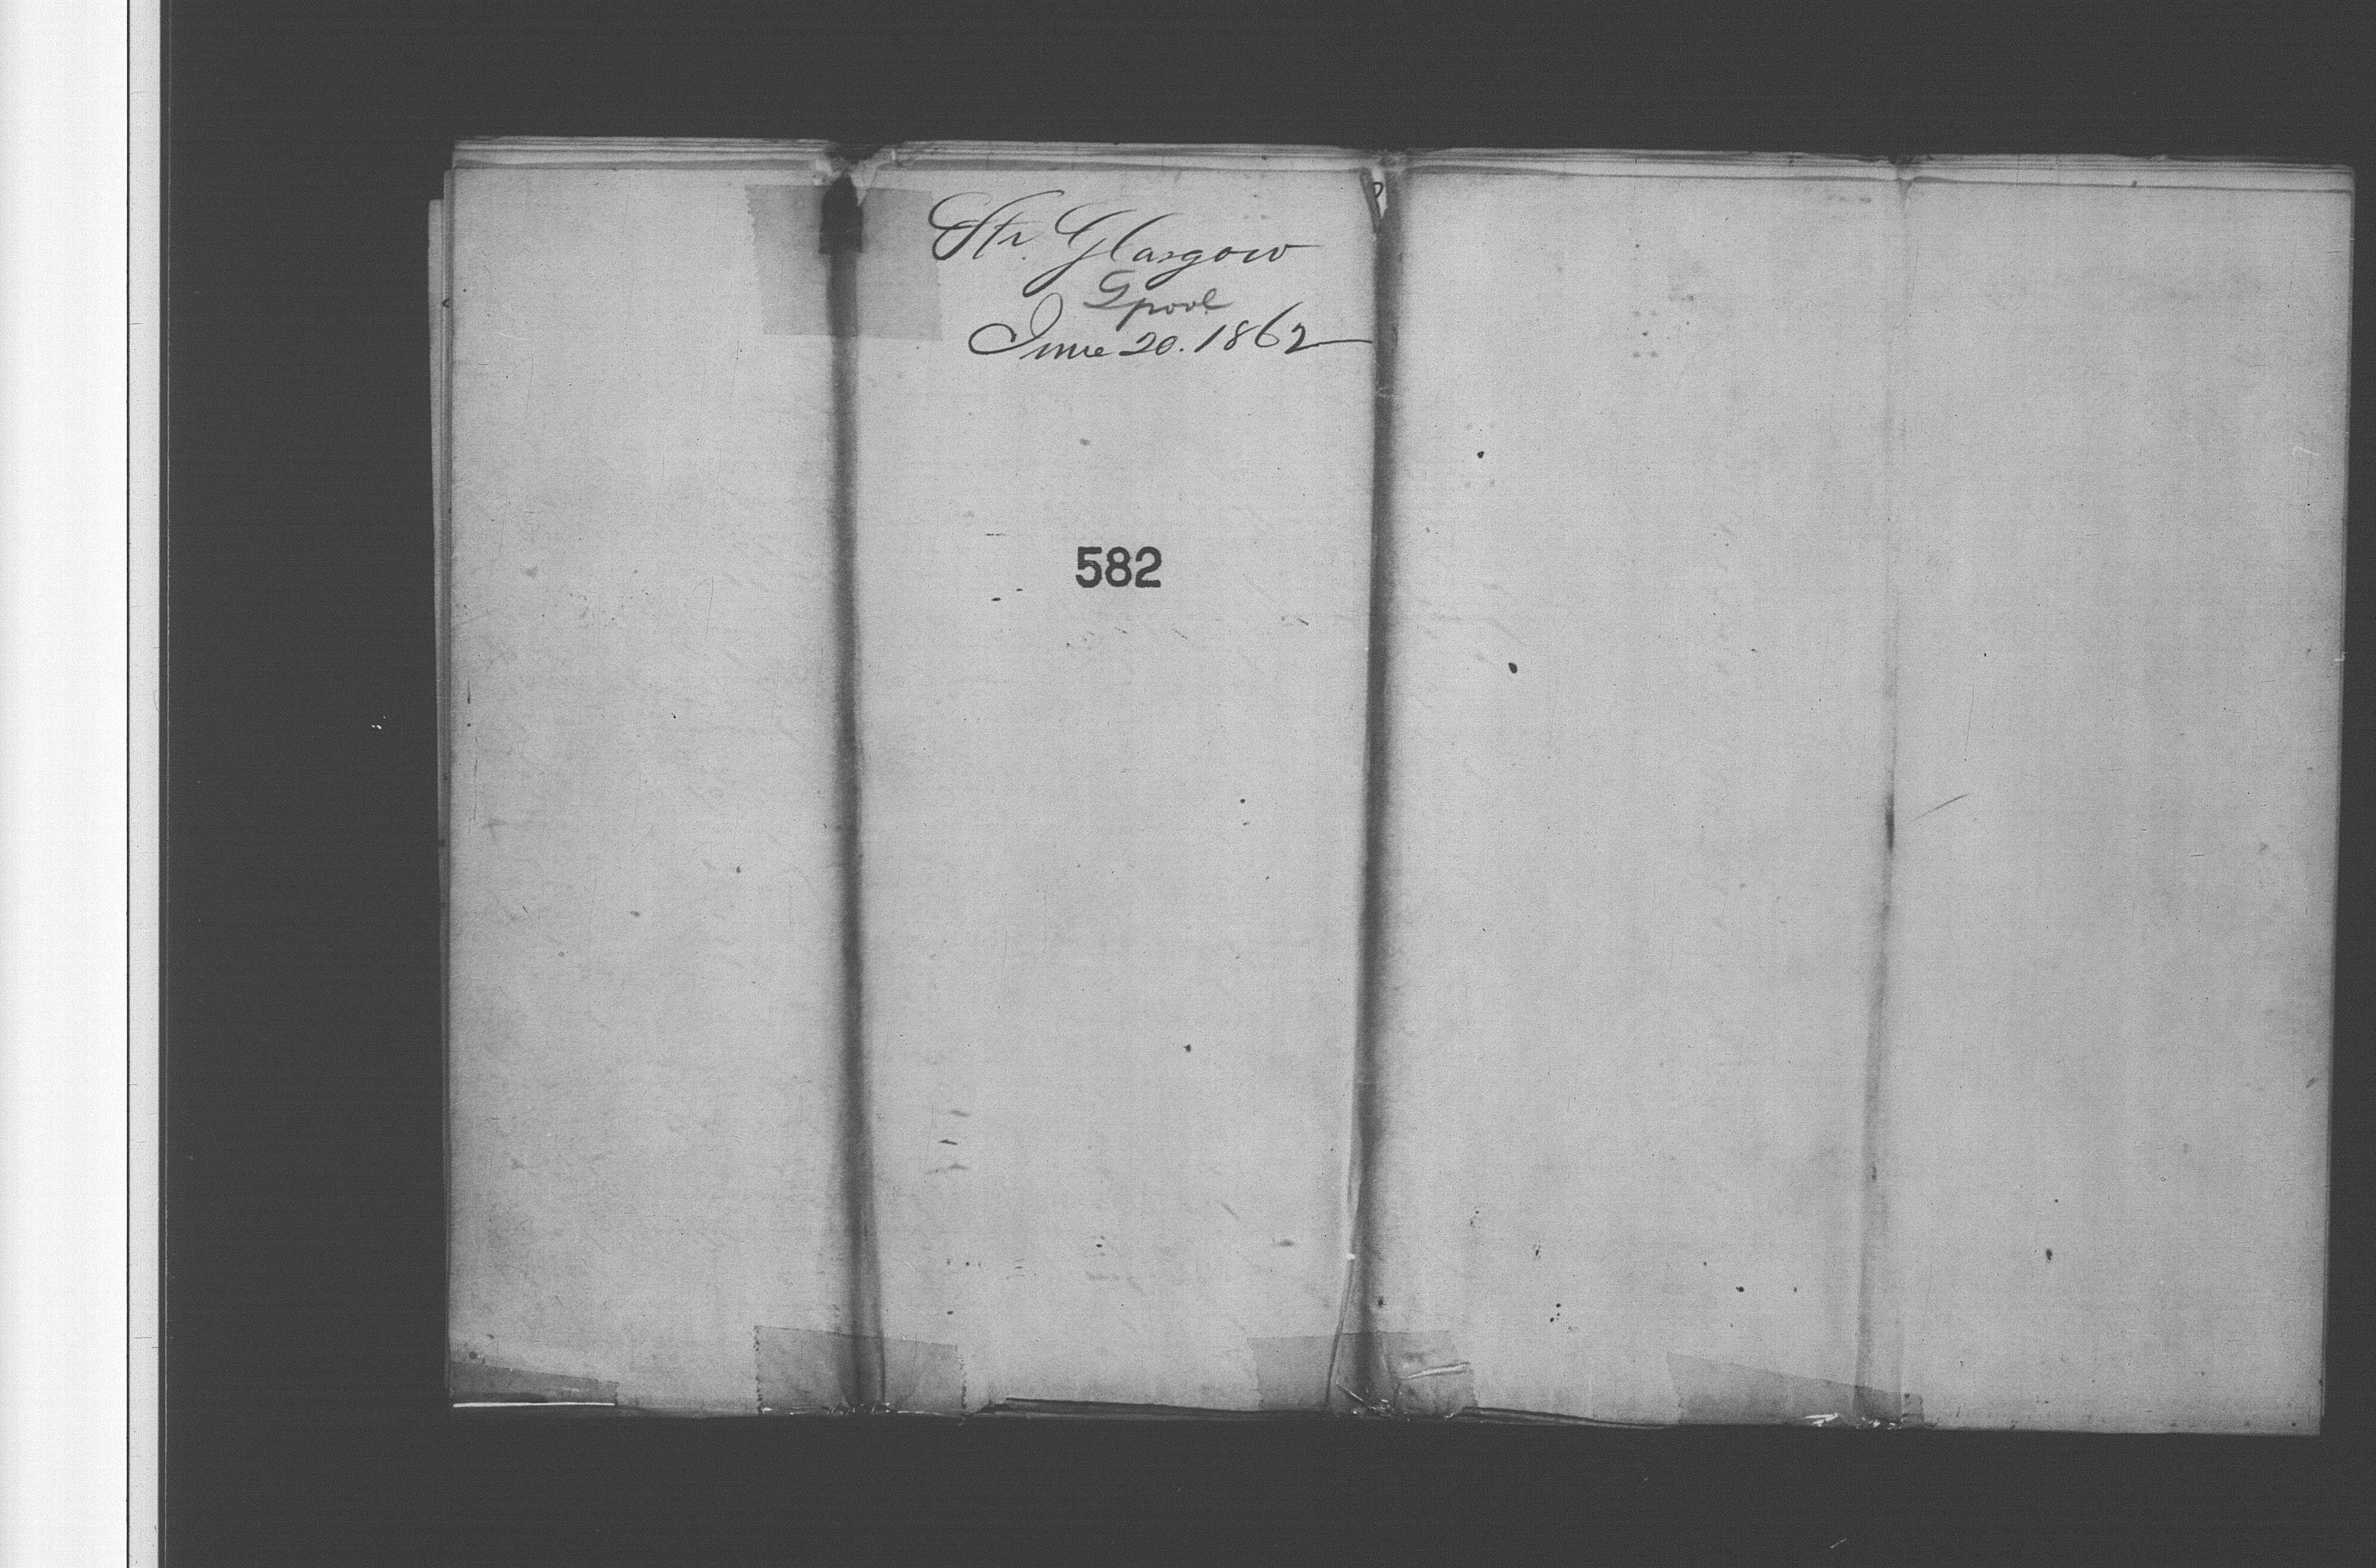 Str. Glasgow
Lpool
June 20. 1862
582